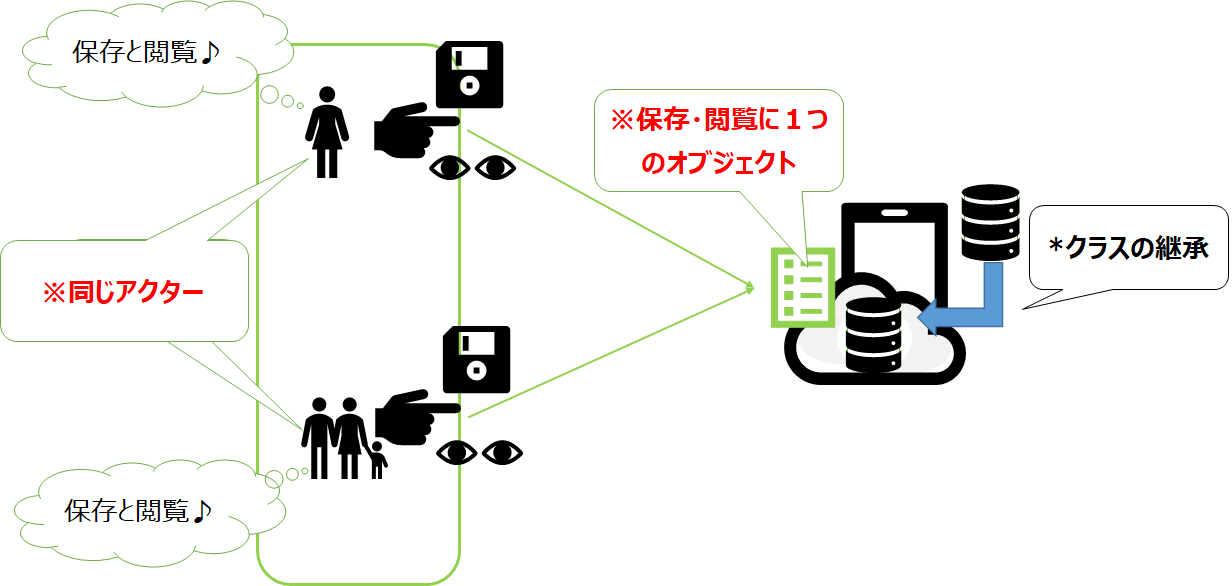 保存と閲覧♪
※保存・閲覧に１つ
のオブジェクト
*クラスの継承
※同じアクター
保存と閲覧♪